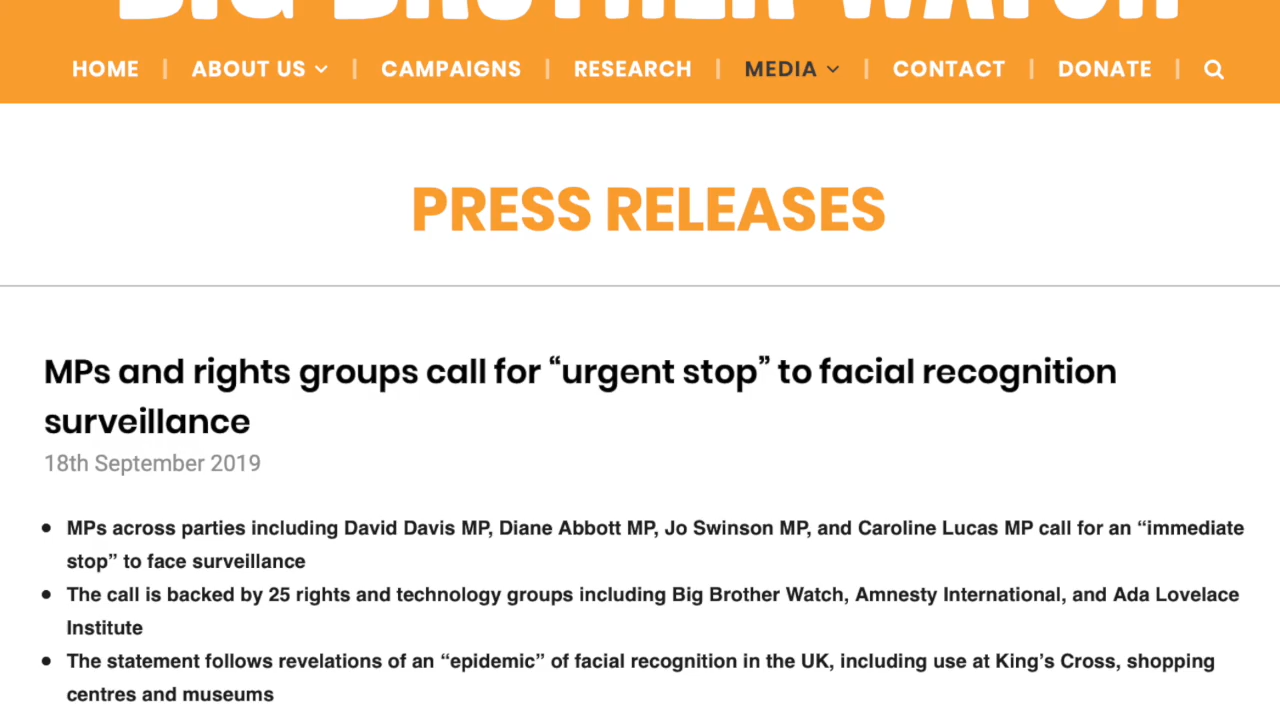 BIG BROTHER WATCH
HOME | ABOUT US | CAMPAIGNS | RESEARCH | MEDIA | CONTACT | DONATE |
PRESS RELEASES
MPs and rights groups call for “urgent stop” to facial recognition
surveillance
18th September 2019
• MPs across parties including David Davis MP, Diane Abbott MP, Jo Swinson MP, and Caroline Lucas MP call for an “immediate
stop” to face surveillance
• The call is backed by 25 rights and technology groups including Big Brother Watch, Amnesty International, and Ada Lovelace
Institute
• The statement follows revelations of an “epidemic” of facial recognition in the UK, including use at King’s Cross, shopping
centres and museums